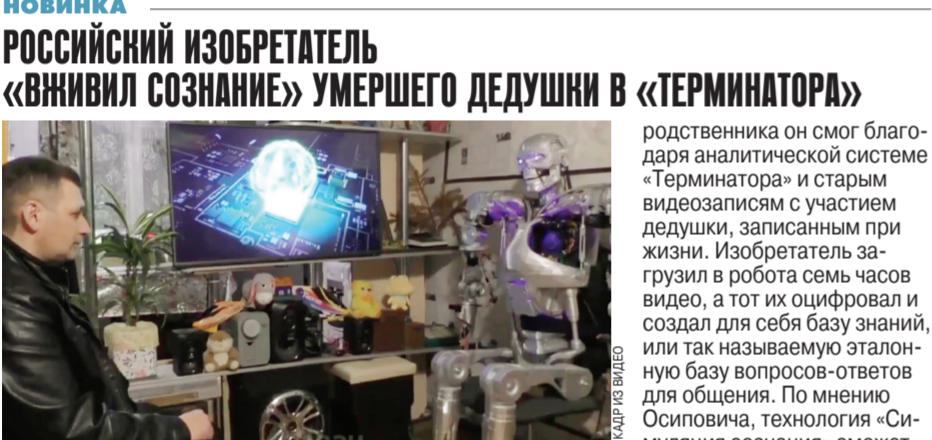 НОВИНКА
РОССИЙСКИЙ ИЗОБРЕТАТЕЛЬ
«ВЖИВИЛ СОЗНАНИЕ» УМЕРШЕГО ДЕДУШКИ В «ТЕРМИНАТОРА»
родственника он смог благо-
даря аналитической системе
«Терминатора» и старым
видеозаписям с участием
дедушки, записанным при
жизни. Изобретатель за-
грузил в робота семь часов
видео, а тот их оцифровал и
создал для себя базу знаний,
или так называемую эталон-
ную базу вопросов-ответов
для общения. По мнению
Осиповича, технология «Си-
КАДР ИЗ ВИДЕО